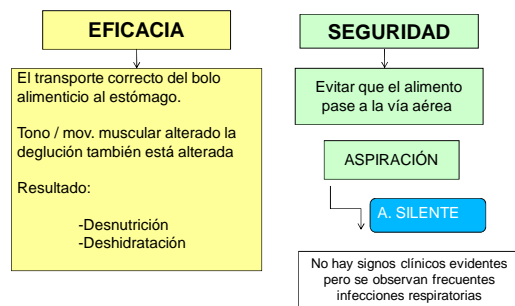 EFICACIA
El transporte correcto del bolo
alimenticio al estómago.
Tono / mov. muscular alterado la
deglución también está alterada
Resultado:
-Desnutrición
-Deshidratación
SEGURIDAD
Evitar que el alimento
pase a la vía aérea
ASPIRACIÓN
A. SILENTE
No hay signos clínicos evidentes
pero se observan frecuentes
infecciones respiratorias